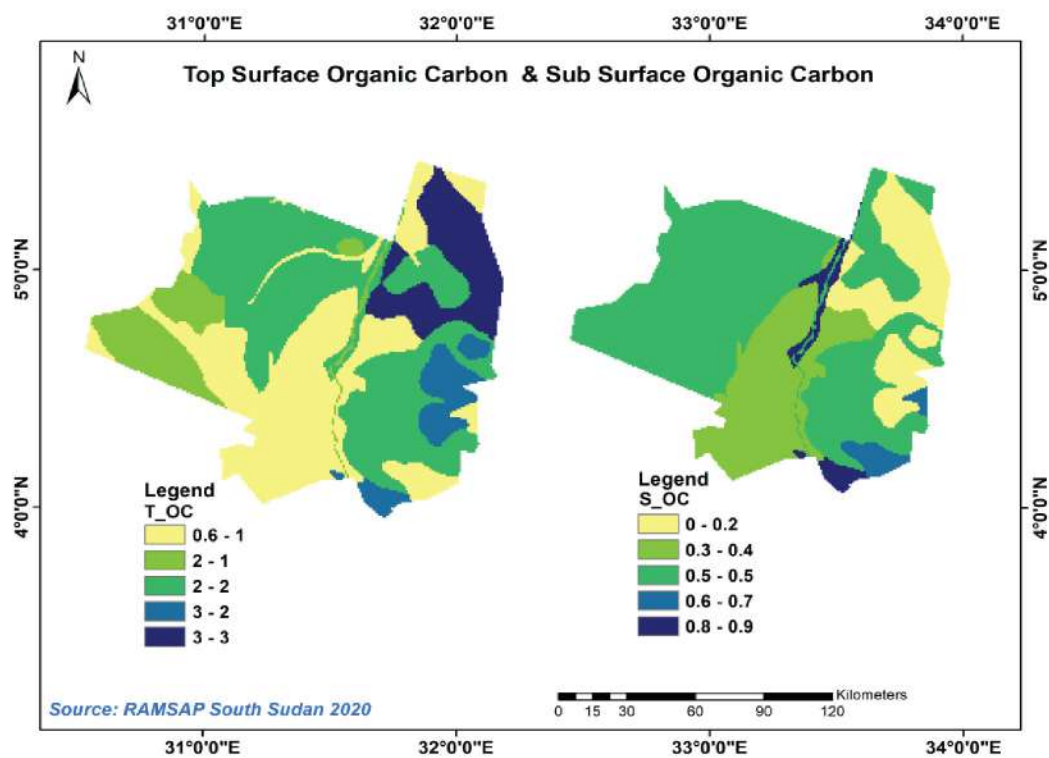 31°0'0"E 32°0'0"E 33°0'0"E 34°0'0"E
N
Top Surface Organic Carbon & Sub Surface Organic Carbon
5°0'0"N
5°0'0"N
4°0'0"N
4°0'0"N
Legend
T_OC
0.6 - 1
2 - 1
2 - 2
3 - 2
3 - 3
Legend
S_OC
0 - 0.2
0.3 - 0.4
0.5 - 0.5
0.6 - 0.7
0.8 - 0.9
Source: RAMSAP South Sudan 2020
Kilometers
0 15 30 60 90 120
31°0'0"E 32°0'0"E 33°0'0"E 34°0'0"E